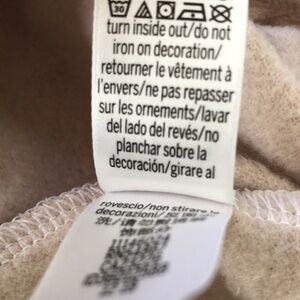 30
turn inside out/do not
iron on decoration/
retourner le vêtement à
l'envers/ne pas repasser
sur les ornements/lavar
del lado del revés/no
planchar sobre la
decoración/girare al
rovescio/non stirare
decorazioni/